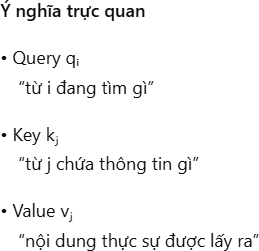 Ý nghĩa trực quan
• Query qᵢ
“từ i đang tìm gì”
• Key kⱼ
“từ j chứa thông tin gì”
• Value vⱼ
“nội dung thực sự được lấy ra”